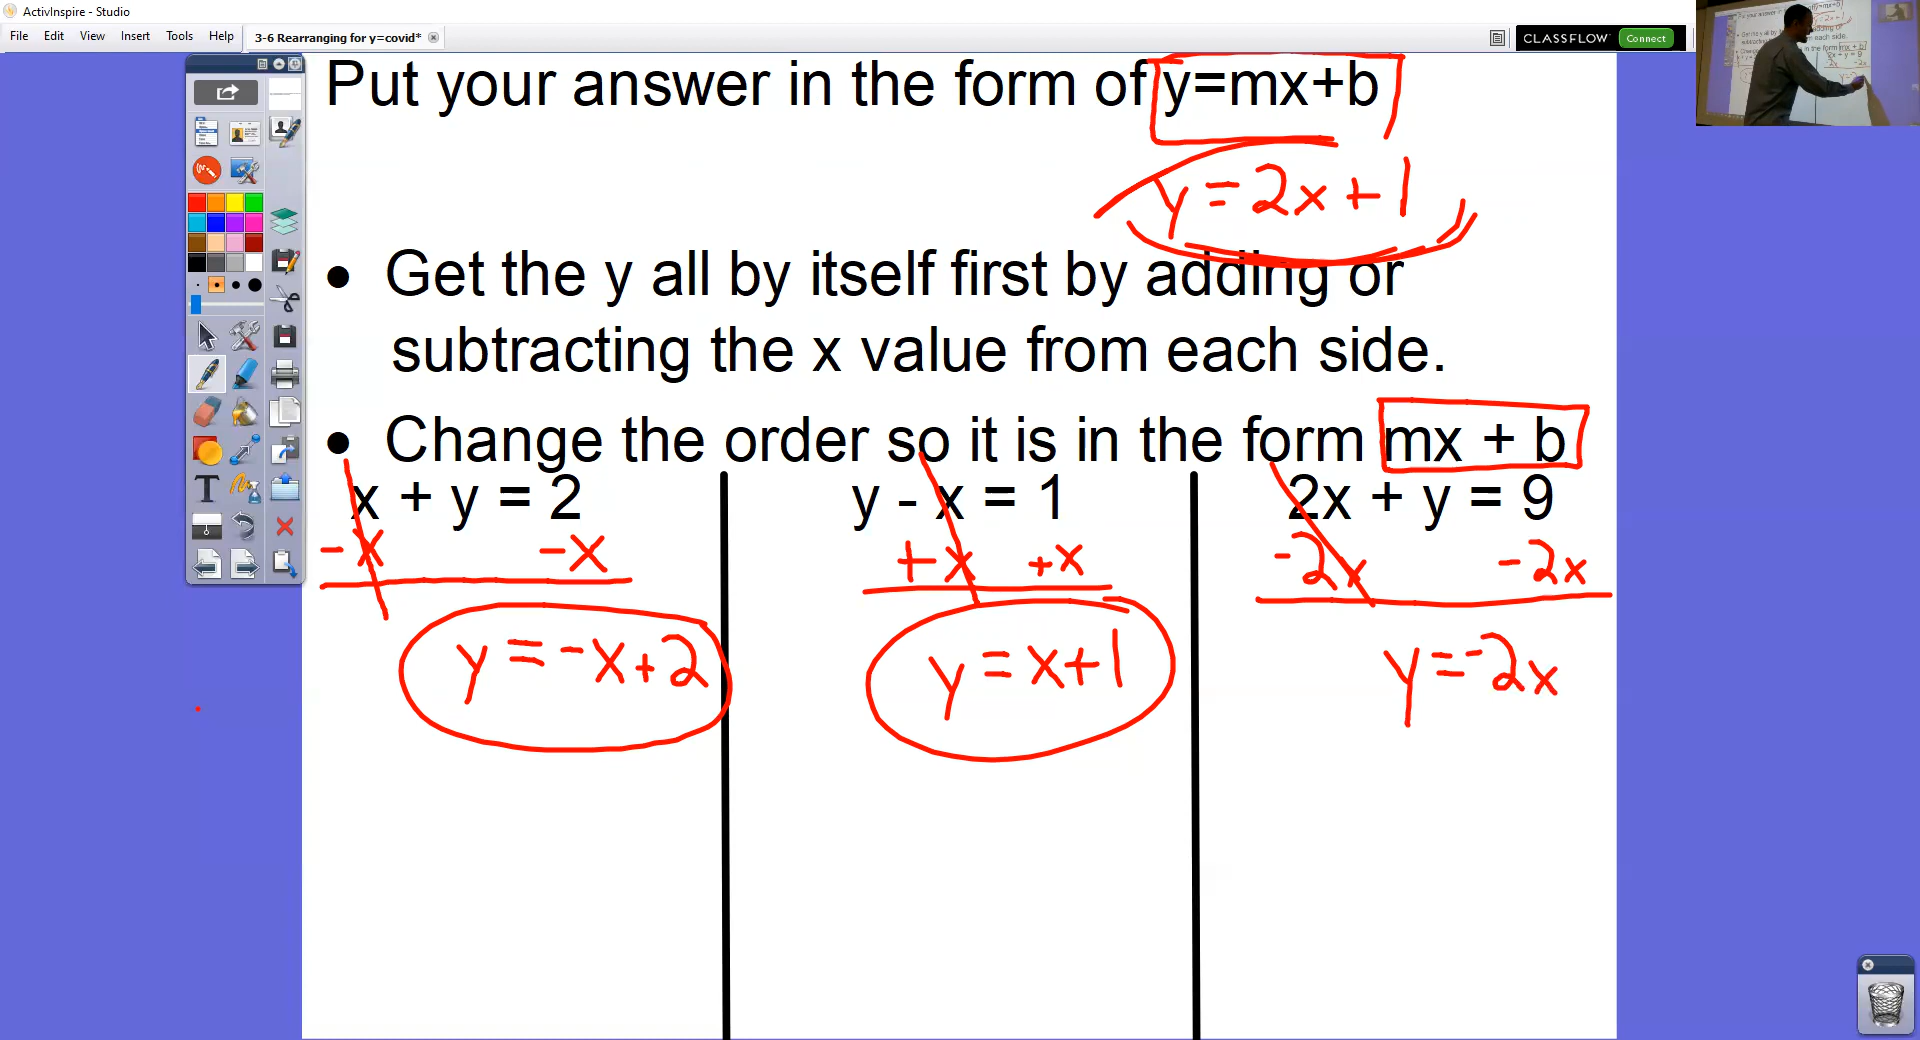 ActivInspire - Studio
File Edit View Insert Tools Help 3-6 Rearranging for y=covid* CLASSFLOW Connect
Put your answer in the form of y=mx+b
y = 2x + 1
• Get the y all by itself first by adding or
subtracting the x value from each side.
• Change the order so it is in the form mx + b
x + y = 2 y - x = 1 2x + y = 9
-x -x +x +x -2x -2x
y = -x+2 y = x+1 y = -2x